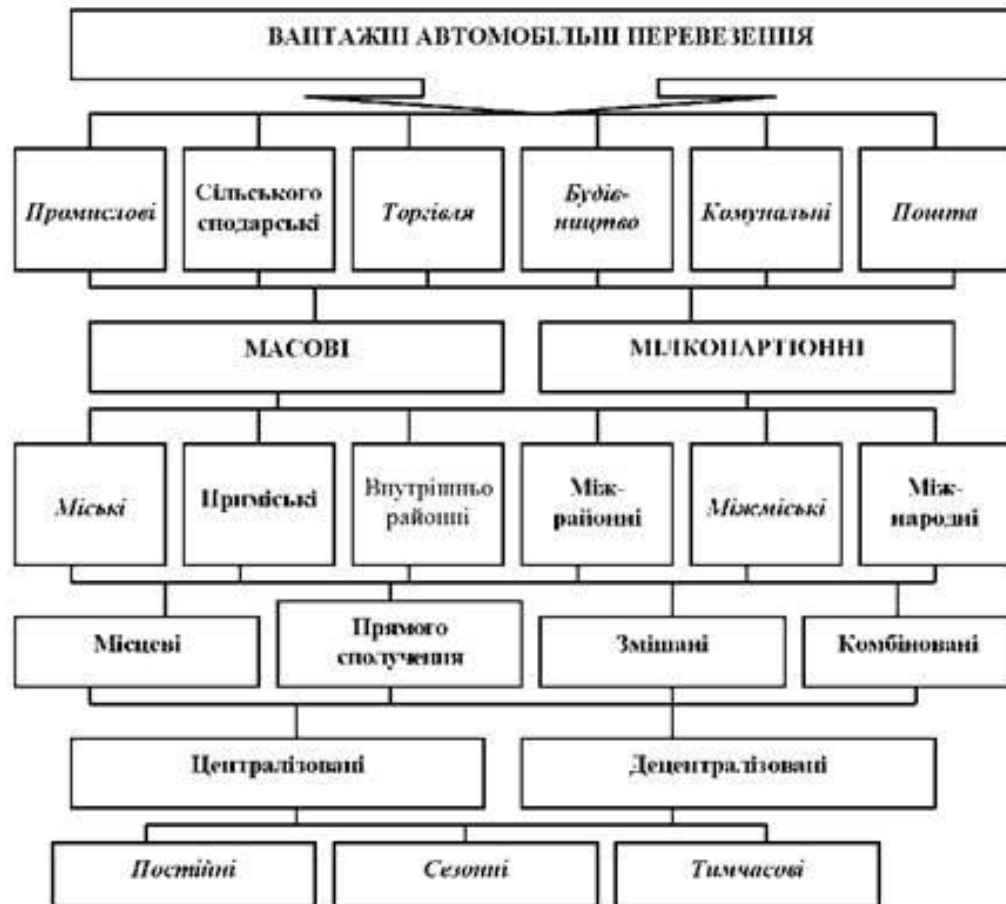 ВАНТАЖНІ АВТОМОБІЛЬНІ ПЕРЕВЕЗЕННЯ
Промислові
Сільського
сподарські
Торгівля
Будів-
ництво
Комунальні
Пошта
МАСОВІ
МІЛКОПАРТІОННІ
Міські
Приміські
Внутрішньо
районні
Між-
районні
Міжміські
Між-
народні
Місцеві
Прямого
сполучення
Змішані
Комбіновані
Централізовані
Децентралізовані
Постійні
Сезонні
Тимчасові